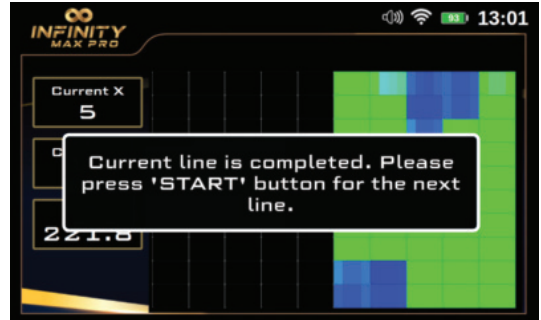 INFINITY
MAX PRO
93
13:01
Current X
5
C
Current line is completed. Please
press 'START' button for the next
line.
221.8